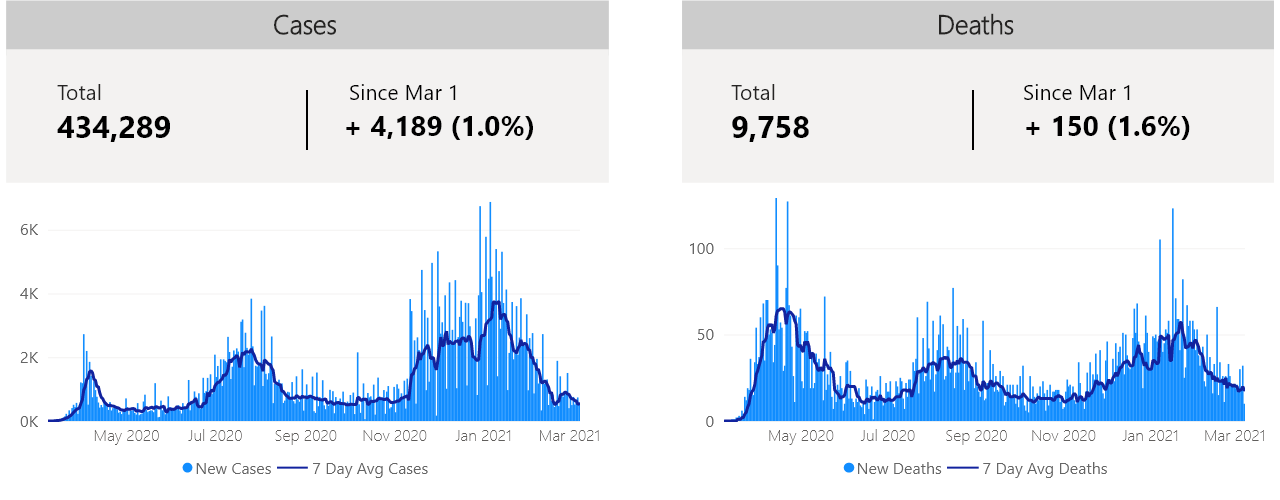 Cases
Total
434,289
Since Mar 1
+ 4,189 (1.0%)
6K
4K
2K
0K
May 2020 Jul 2020 Sep 2020 Nov 2020 Jan 2021 Mar 2021
New Cases 7 Day Avg Cases
Deaths
Total
9,758
Since Mar 1
+ 150 (1.6%)
100
50
0
May 2020 Jul 2020 Sep 2020 Nov 2020 Jan 2021 Mar 2021
New Deaths 7 Day Avg Deaths